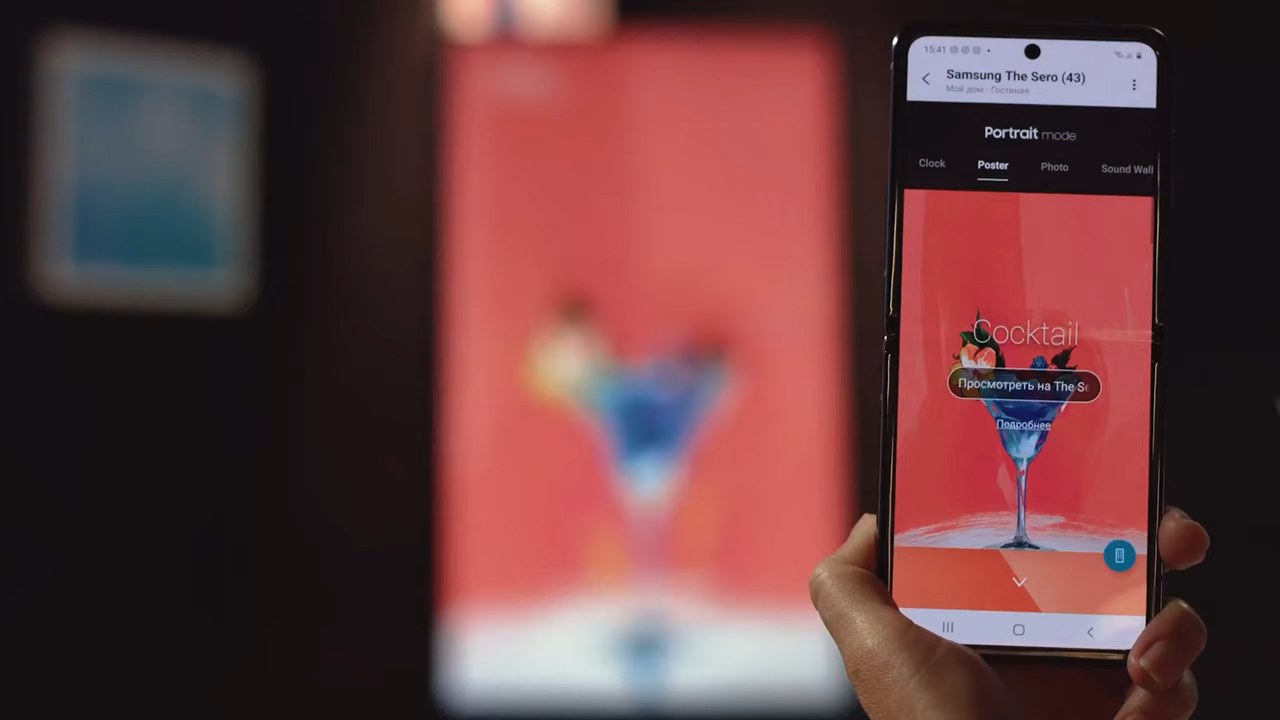 15:41
Samsung The Sero (43)
Мой дом - Гостиная
Portrait mode
Clock
Poster
Photo
Sound Wall
Cocktail
Просмотреть на The Se
Подробнее